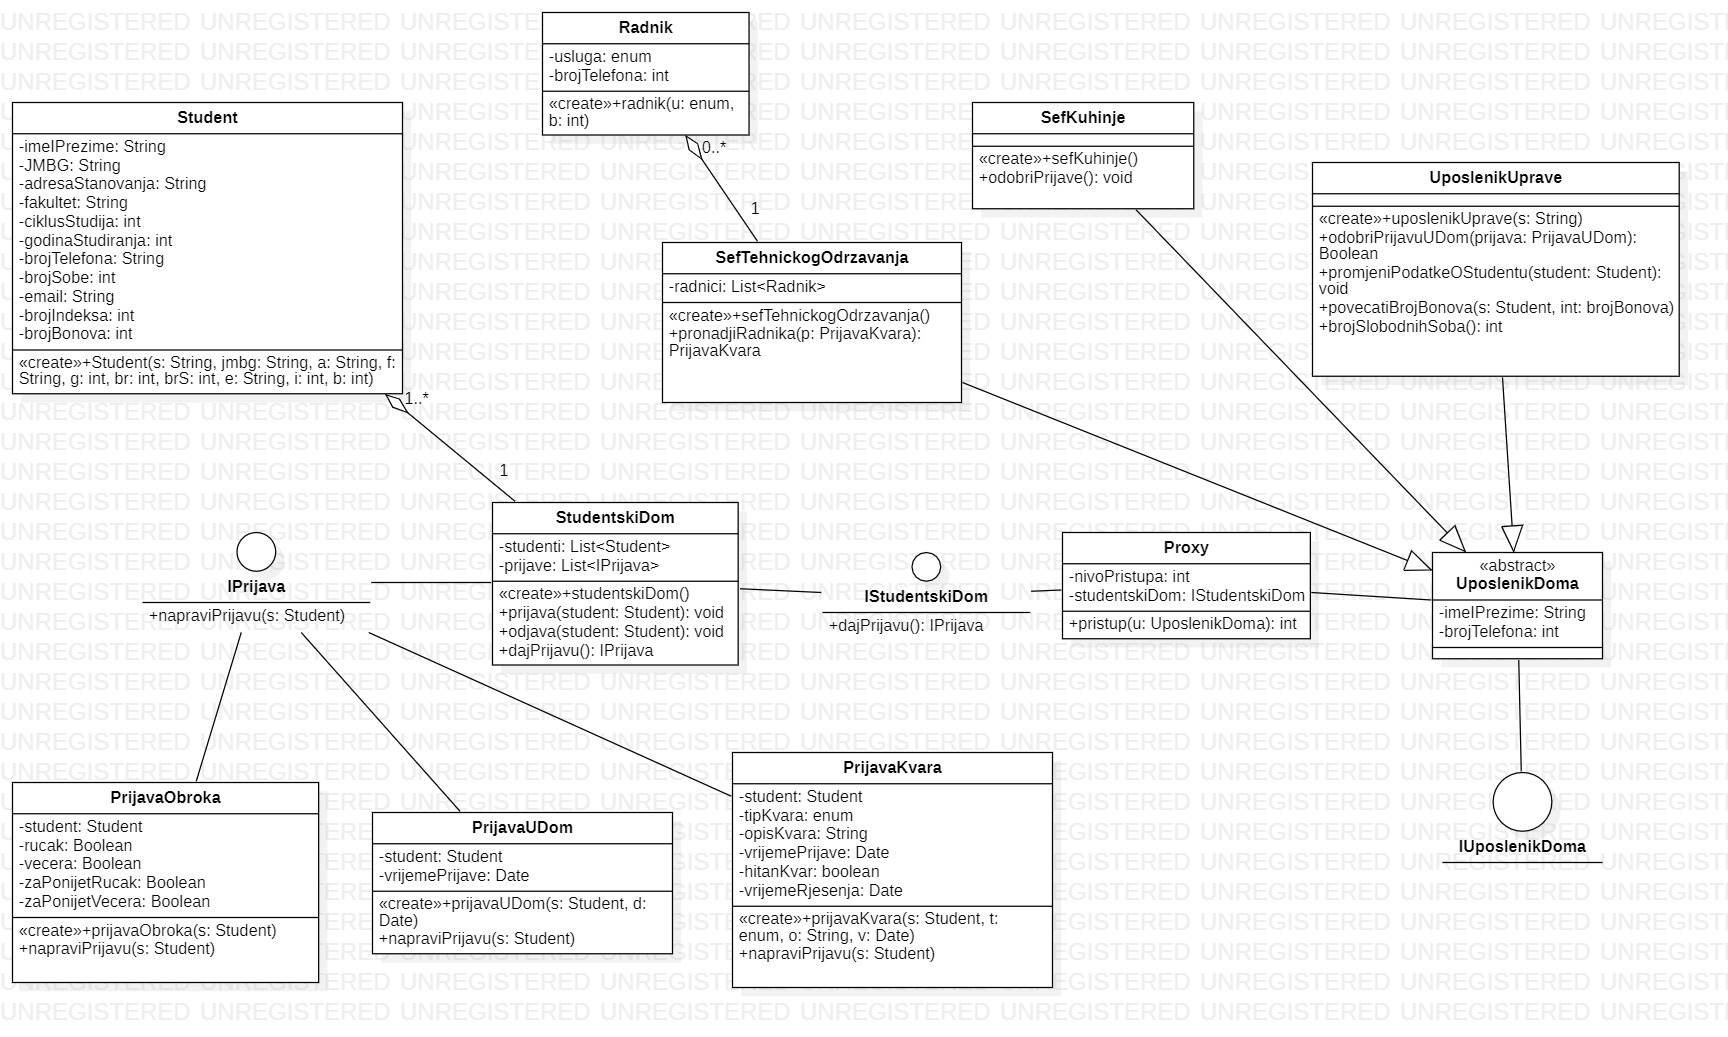 Radnik
-usluga: enum
-brojTelefona: int
«create»+radnik(u: enum,
b: int)
0..*
1
Student
-imeIPrezime: String
-JMBG: String
-adresaStanovanja: String
-fakultet: String
-ciklusStudija: int
-godinaStudiranja: int
-brojTelefona: String
-brojSobe: int
-email: String
-brojIndeksa: int
-brojBonova: int
«create»+Student(s: String, jmbg: String, a: String, f:
String, g: int, br: int, brS: int, e: String, i: int, b: int)
1..*
1
SefKuhinje
«create»+sefKuhinje()
+odobriPrijave(): void
UposlenikUprave
«create»+uposlenikUprave(s: String)
+odobriPrijavuUDom(prijava: PrijavaUDom):
Boolean
+promjeniPodatkeOStudentu(student: Student):
void
+povecatiBrojBonova(s: Student, int: brojBonova)
+brojSlobodnihSoba(): int
SefTehnickogOdrzavanja
-radnici: List<Radnik>
«create»+sefTehnickogOdrzavanja()
+pronadjiRadnika(p: PrijavaKvara):
PrijavaKvara
StudentskiDom
-studenti: List<Student>
-prijave: List<IPrijava>
«create»+studentskiDom()
+prijava(student: Student): void
+odjava(student: Student): void
+dajPrijavu(): IPrijava
IPrijava
+napraviPrijavu(s: Student)
IStudentskiDom
+dajPrijavu(): IPrijava
Proxy
-nivoPristupa: int
-studentskiDom: IStudentskiDom
+pristup(u: UposlenikDoma): int
«abstract»
UposlenikDoma
-imeIPrezime: String
-brojTelefona: int
IUposlenikDoma
PrijavaObroka
-student: Student
-rucak: Boolean
-vecera: Boolean
-zaPonijetRucak: Boolean
-zaPonijetVecera: Boolean
«create»+prijavaObroka(s: Student)
+napraviPrijavu(s: Student)
PrijavaUDom
-student: Student
-vrijemePrijave: Date
«create»+prijavaUDom(s: Student, d:
Date)
+napraviPrijavu(s: Student)
PrijavaKvara
-student: Student
-tipKvara: enum
-opisKvara: String
-vrijemePrijave: Date
-hitanKvar: boolean
-vrijemeRjesenja: Date
«create»+prijavaKvara(s: Student, t:
enum, o: String, v: Date)
+napraviPrijavu(s: Student)
UNREGISTERED